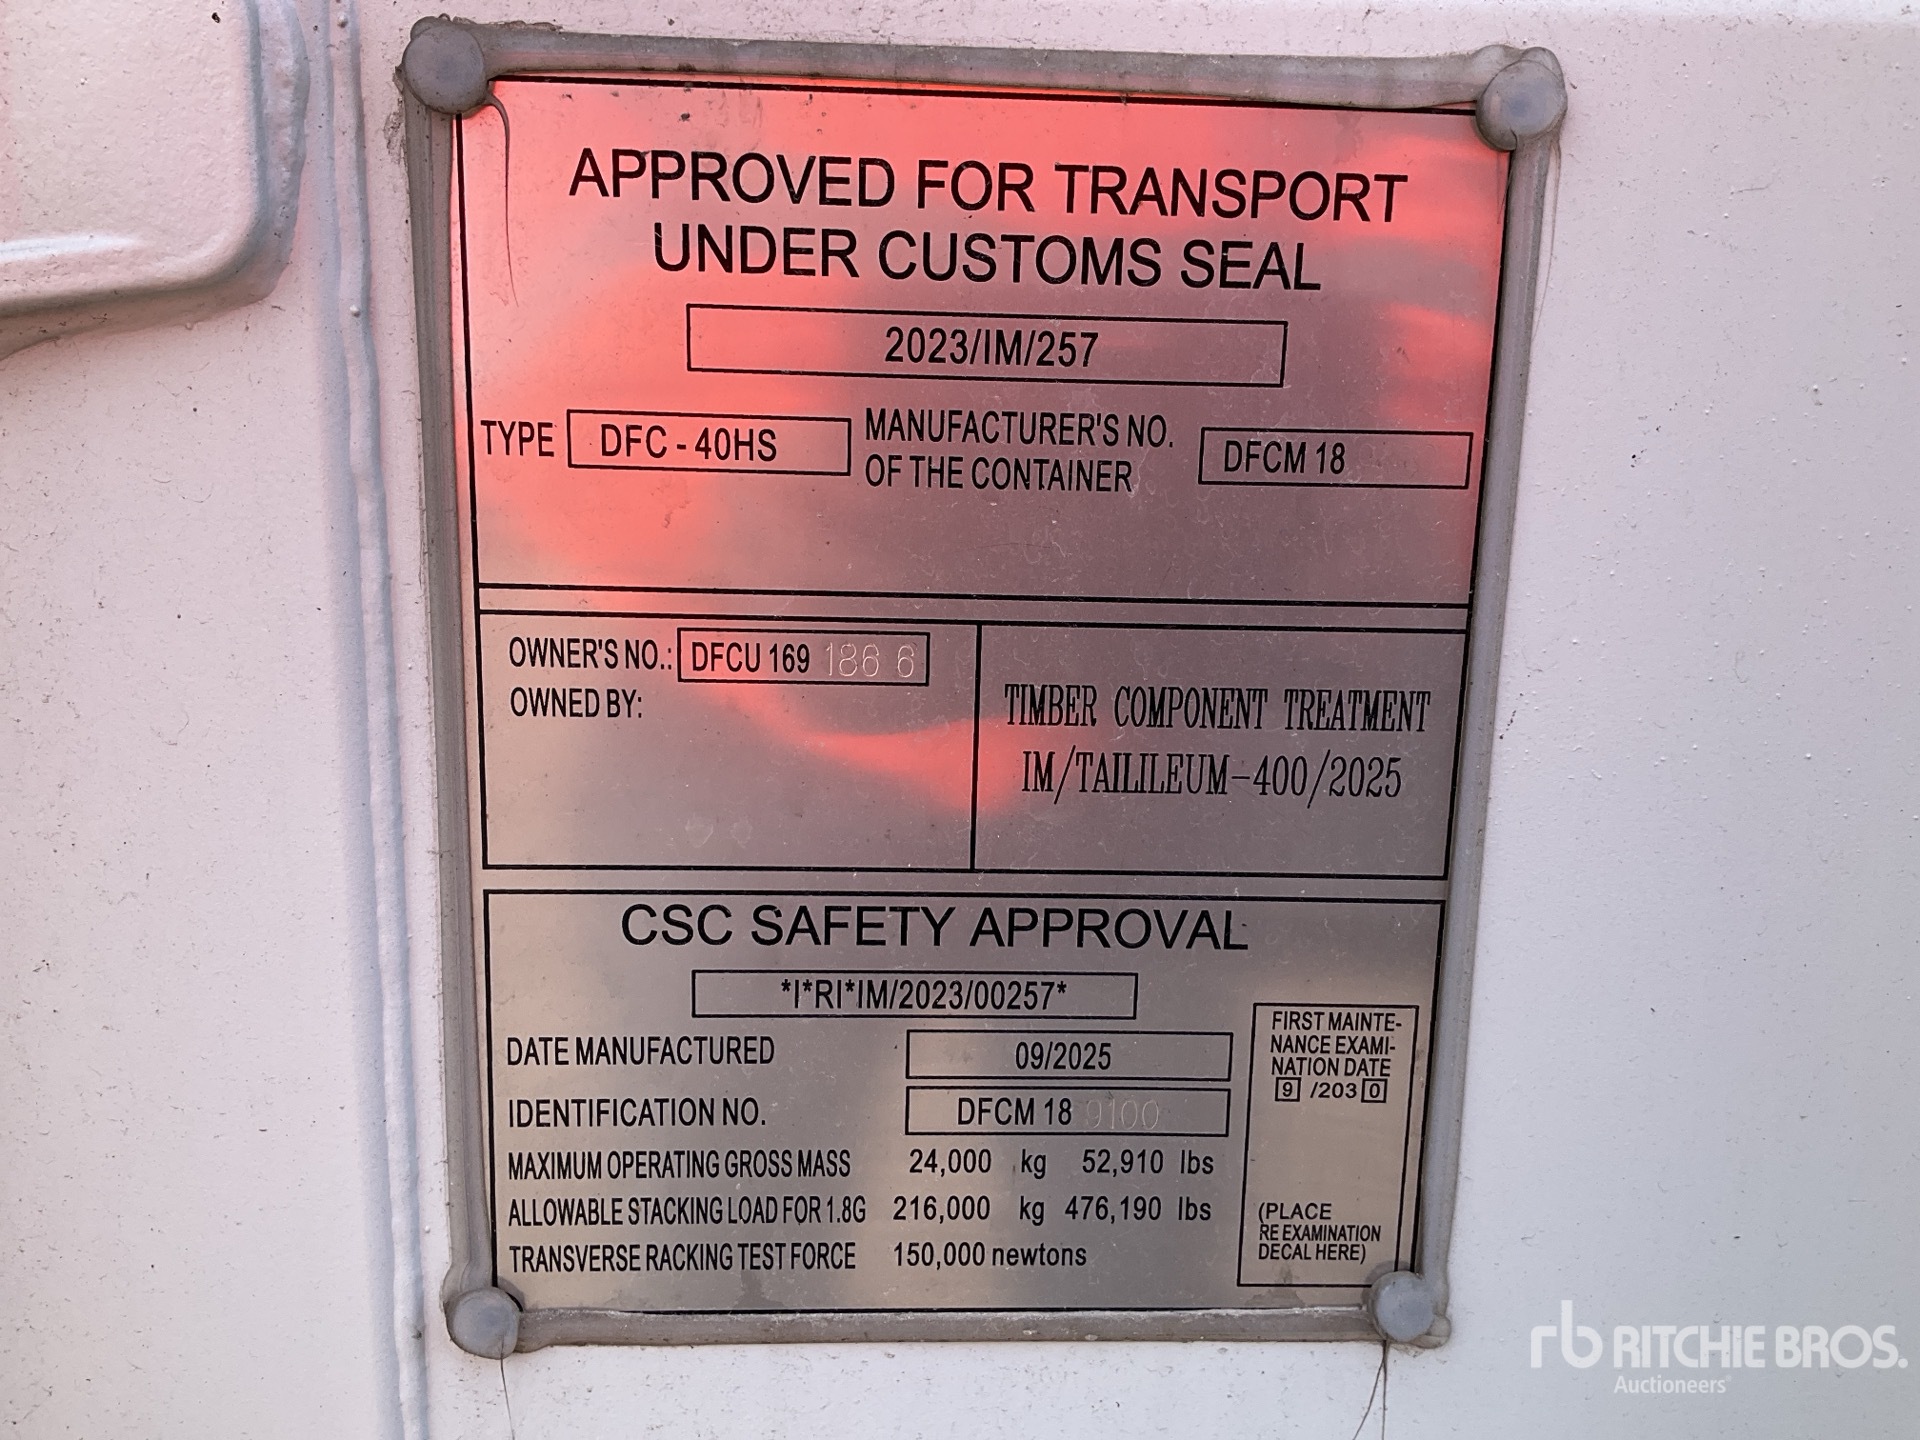 APPROVED FOR TRANSPORT
UNDER CUSTOMS SEAL
2023/IM/257
TYPE DFC - 40HS MANUFACTURER'S NO.
OF THE CONTAINER DFCM 18
OWNER'S NO.: DFCU 169 186 6
OWNED BY:
TIMBER COMPONENT TREATMENT
IM/TAILILEUM-400/2025
CSC SAFETY APPROVAL
*I*RI*IM/2023/00257*
DATE MANUFACTURED 09/2025
IDENTIFICATION NO. DFCM 18 9100
MAXIMUM OPERATING GROSS MASS 24,000 kg 52,910 lbs
ALLOWABLE STACKING LOAD FOR 1.8G 216,000 kg 476,190 lbs
TRANSVERSE RACKING TEST FORCE 150,000 newtons
FIRST MAINTE-
NANCE EXAMI-
NATION DATE
9 /203 0
(PLACE
RE EXAMINATION
DECAL HERE)
rb RITCHIE BROS.
Auctioneers